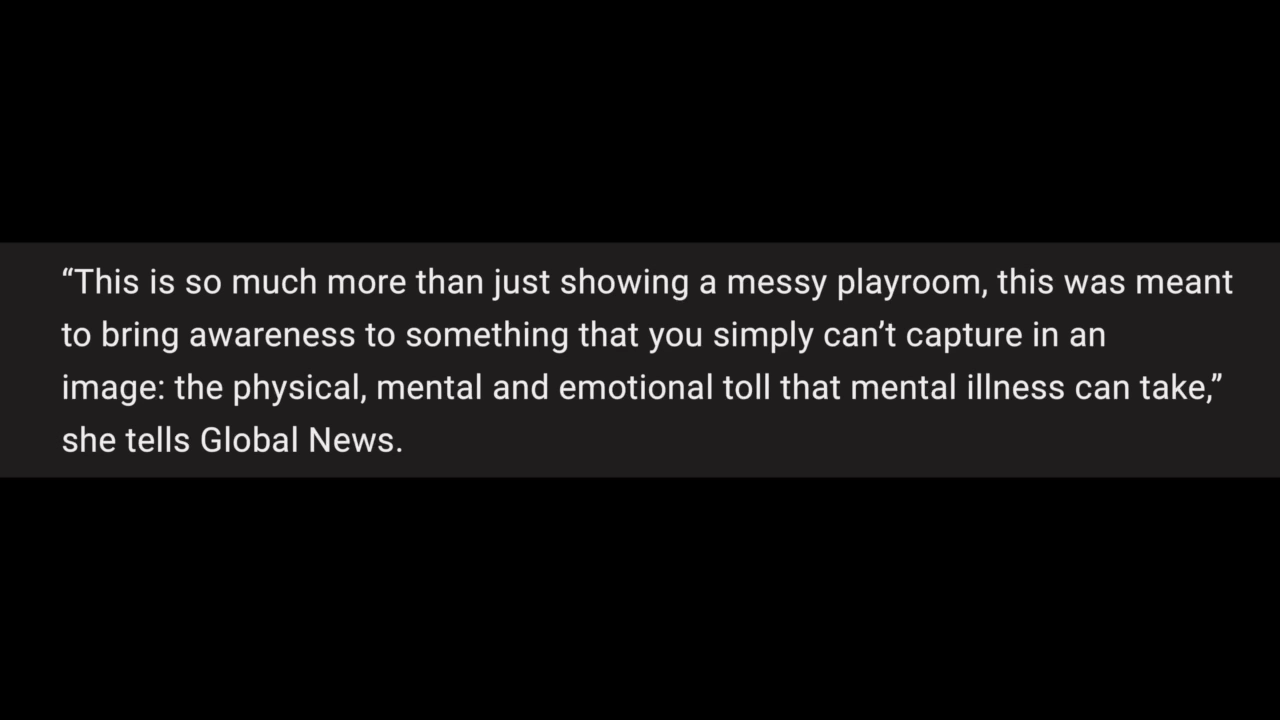 “This is so much more than just showing a messy playroom, this was meant
to bring awareness to something that you simply can’t capture in an
image: the physical, mental and emotional toll that mental illness can take,”
she tells Global News.